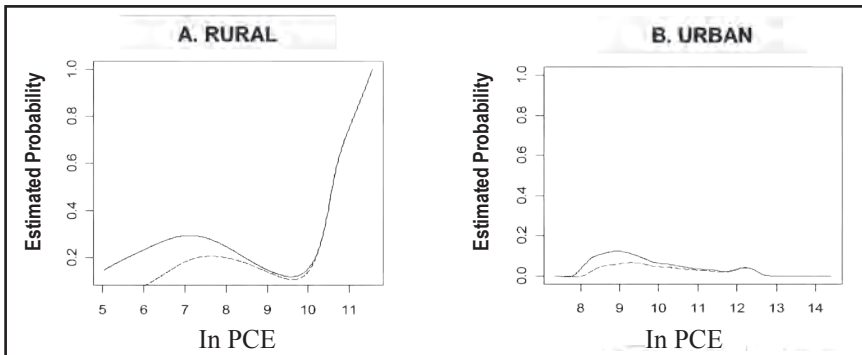 A. RURAL
Estimated Probability
1.0
0.8
0.6
0.4
0.2
5 6 7 8 9 10 11
In PCE
B. URBAN
Estimated Probability
1.0
0.8
0.6
0.4
0.2
0.0
8 9 10 11 12 13 14
In PCE